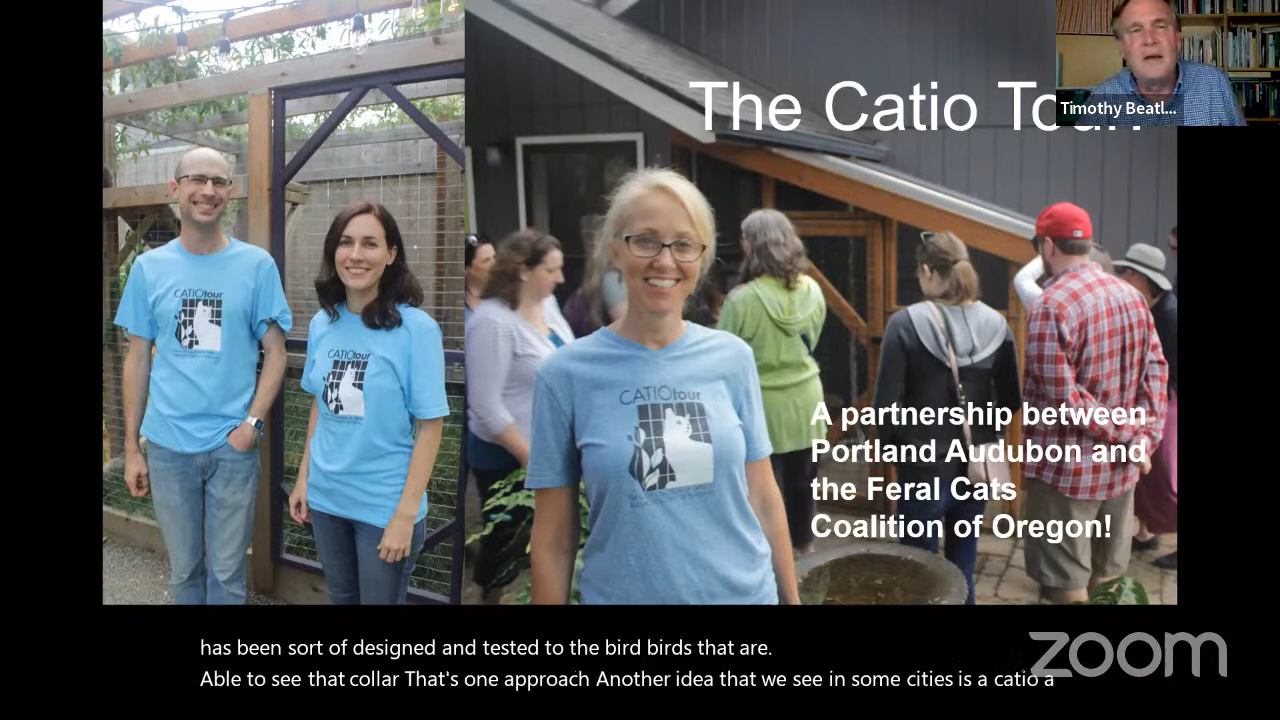 The Catio Tour
Timothy Beatl...
CATIOtour
CATIOtour
CATIOtour
A partnership between
Portland Audubon and
the Feral Cats
Coalition of Oregon!
has been sort of designed and tested to the bird birds that are.
Able to see that collar That's one approach Another idea that we see in some cities is a catio a
zoom